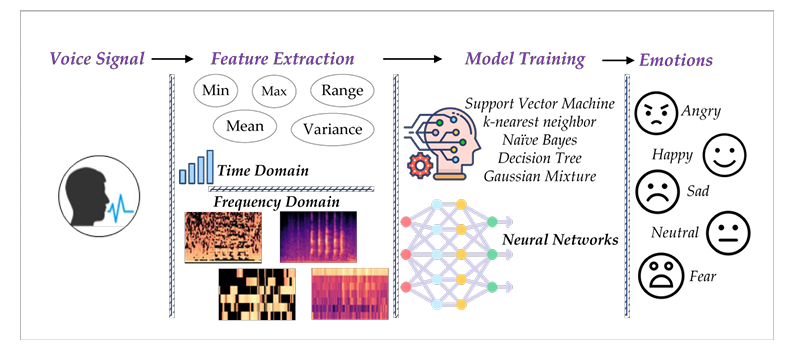 Voice Signal
Feature Extraction
Model Training
Emotions
Min
Max
Range
Mean
Variance
Time Domain
Frequency Domain
Support Vector Machine
k-nearest neighbor
Naïve Bayes
Decision Tree
Gaussian Mixture
Neural Networks
Angry
Happy
Sad
Neutral
Fear